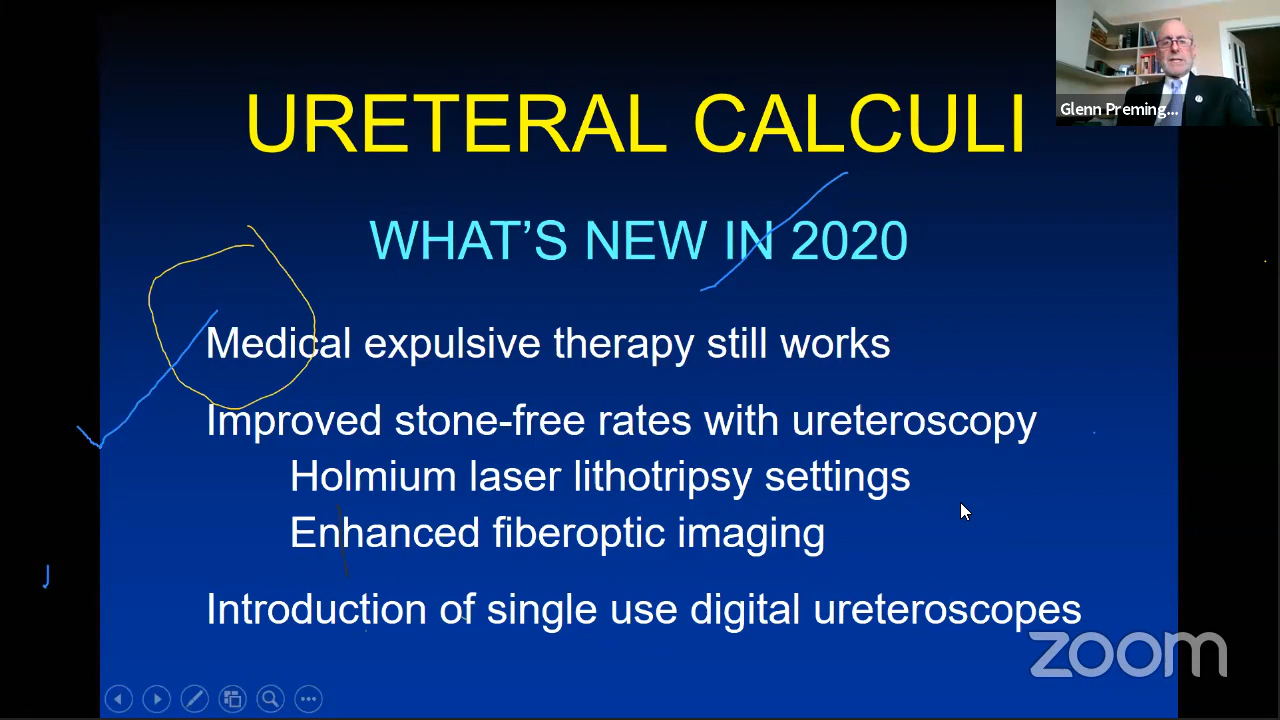 Glenn Preming...
URETERAL CALCULI
WHAT'S NEW IN 2020
Medical expulsive therapy still works
Improved stone-free rates with ureteroscopy
Holmium laser lithotripsy settings
Enhanced fiberoptic imaging
Introduction of single use digital ureteroscopes
zoom